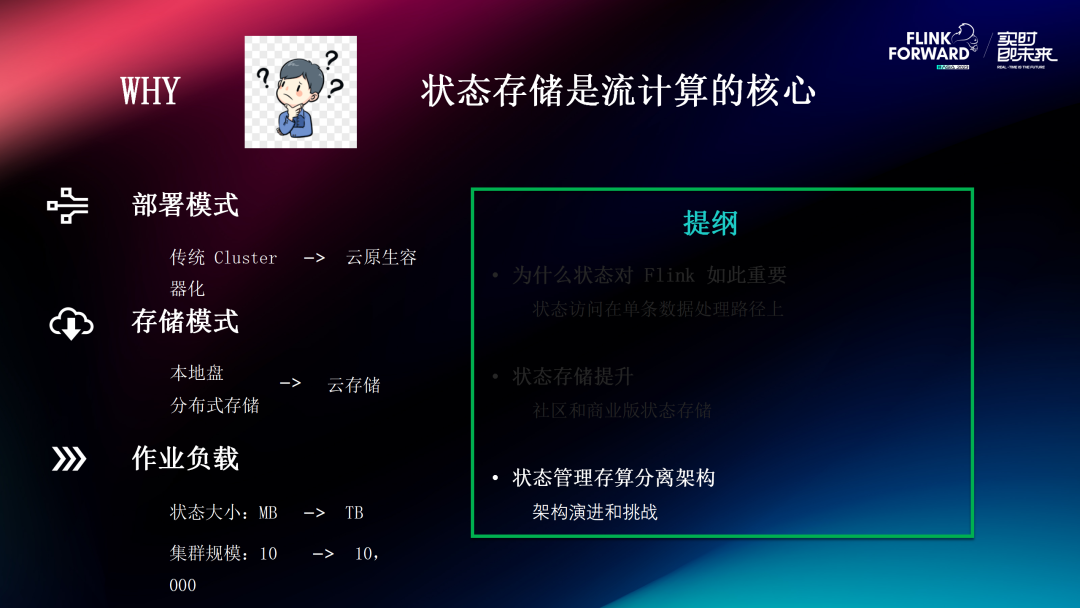 WHY
状态存储是流计算的核心
FLINK
FORWARD
实时
即未来
REAL-TIME IS THE FUTURE
部署模式
传统 Cluster —> 云原生容
器化
存储模式
本地盘
分布式存储
—> 云存储
作业负载
状态大小：MB —> TB
集群规模：10 —> 10，
000
提纲
• 为什么状态对 Flink 如此重要
状态访问在单条数据处理路径上
• 状态存储提升
社区和商业版状态存储
• 状态管理存算分离架构
架构演进和挑战